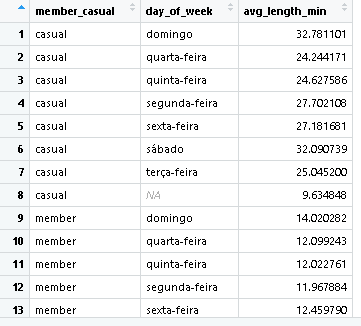 member_casual day_of_week avg_length_min
1 casual domingo 32.781101
2 casual quarta-feira 24.244171
3 casual quinta-feira 24.627586
4 casual segunda-feira 27.702108
5 casual sexta-feira 27.181681
6 casual sábado 32.090739
7 casual terça-feira 25.045200
8 casual NA 9.634848
9 member domingo 14.020282
10 member quarta-feira 12.099243
11 member quinta-feira 12.022761
12 member segunda-feira 11.967884
13 member sexta-feira 12.459790